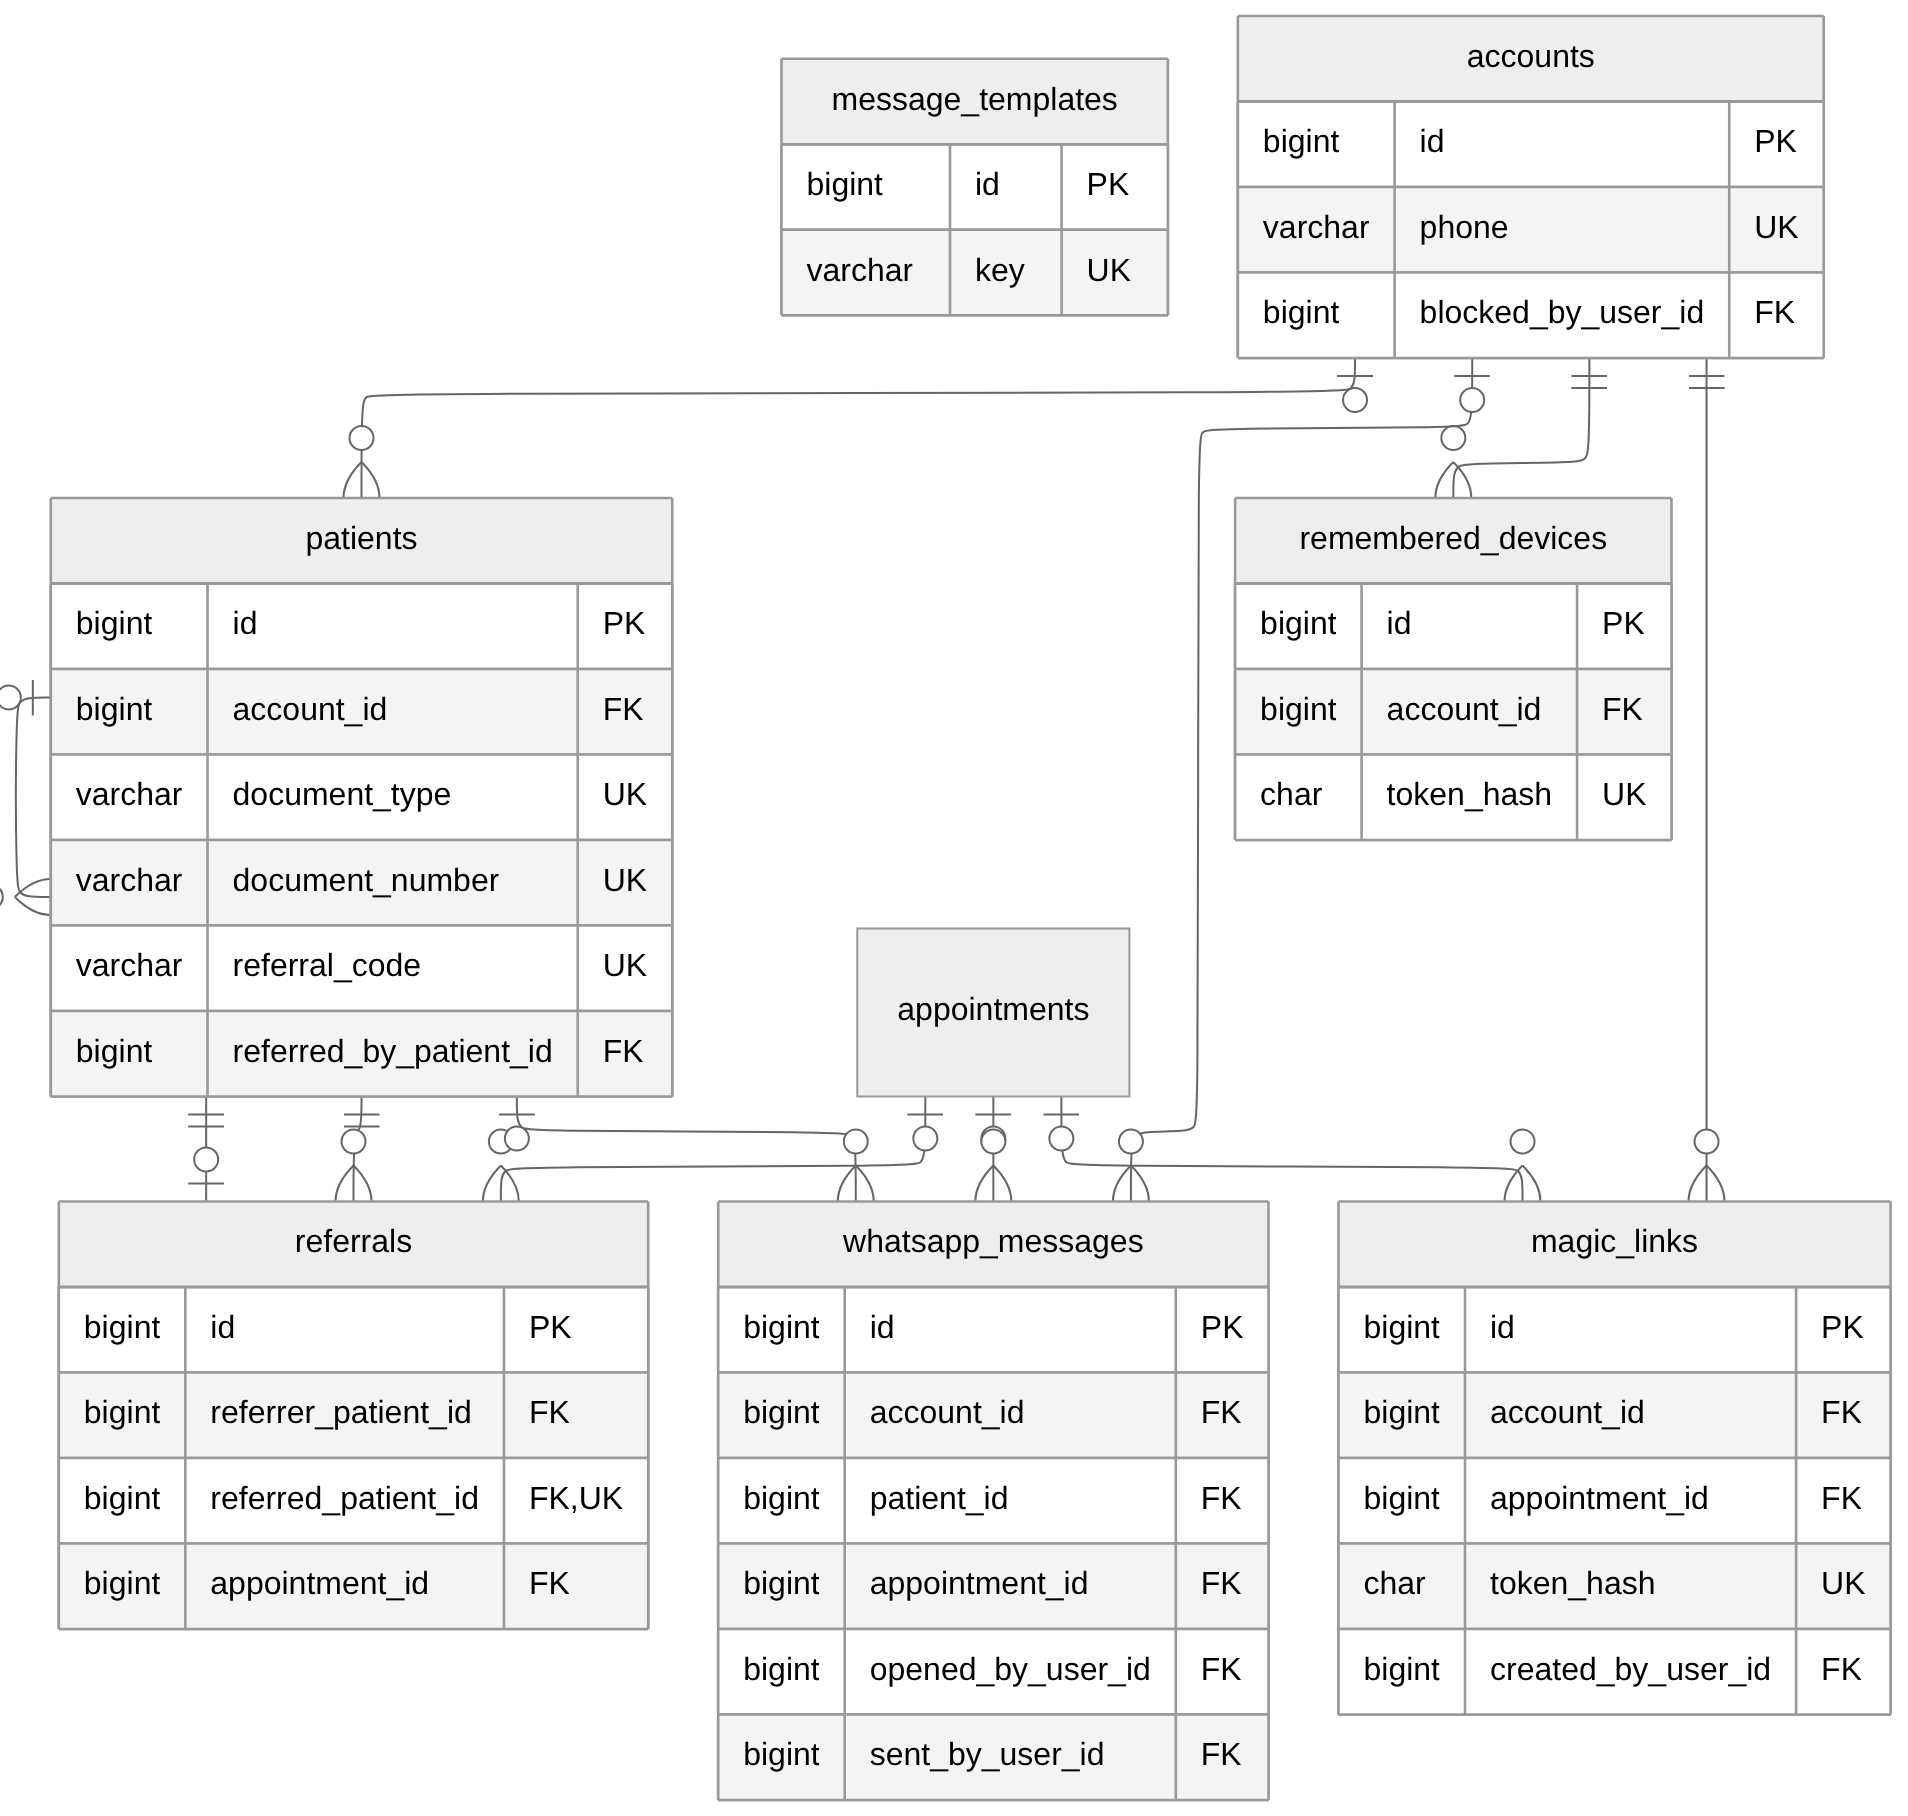 accounts
bigint id PK
varchar phone UK
bigint blocked_by_user_id FK
message_templates
bigint id PK
varchar key UK
patients
bigint id PK
bigint account_id FK
varchar document_type UK
varchar document_number UK
varchar referral_code UK
bigint referred_by_patient_id FK
remembered_devices
bigint id PK
bigint account_id FK
char token_hash UK
appointments
referrals
bigint id PK
bigint referrer_patient_id FK
bigint referred_patient_id FK,UK
bigint appointment_id FK
whatsapp_messages
bigint id PK
bigint account_id FK
bigint patient_id FK
bigint appointment_id FK
bigint opened_by_user_id FK
bigint sent_by_user_id FK
magic_links
bigint id PK
bigint account_id FK
bigint appointment_id FK
char token_hash UK
bigint created_by_user_id FK